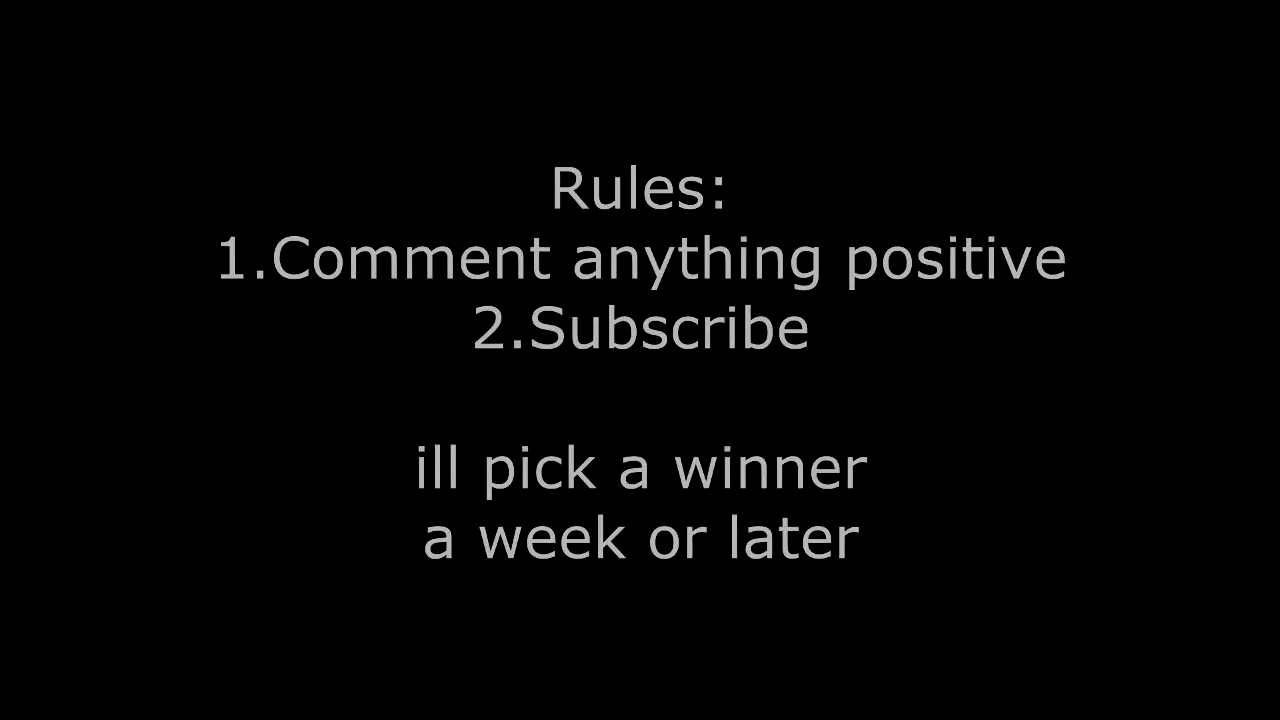 Rules:
1.Comment anything positive
2.Subscribe
ill pick a winner
a week or later